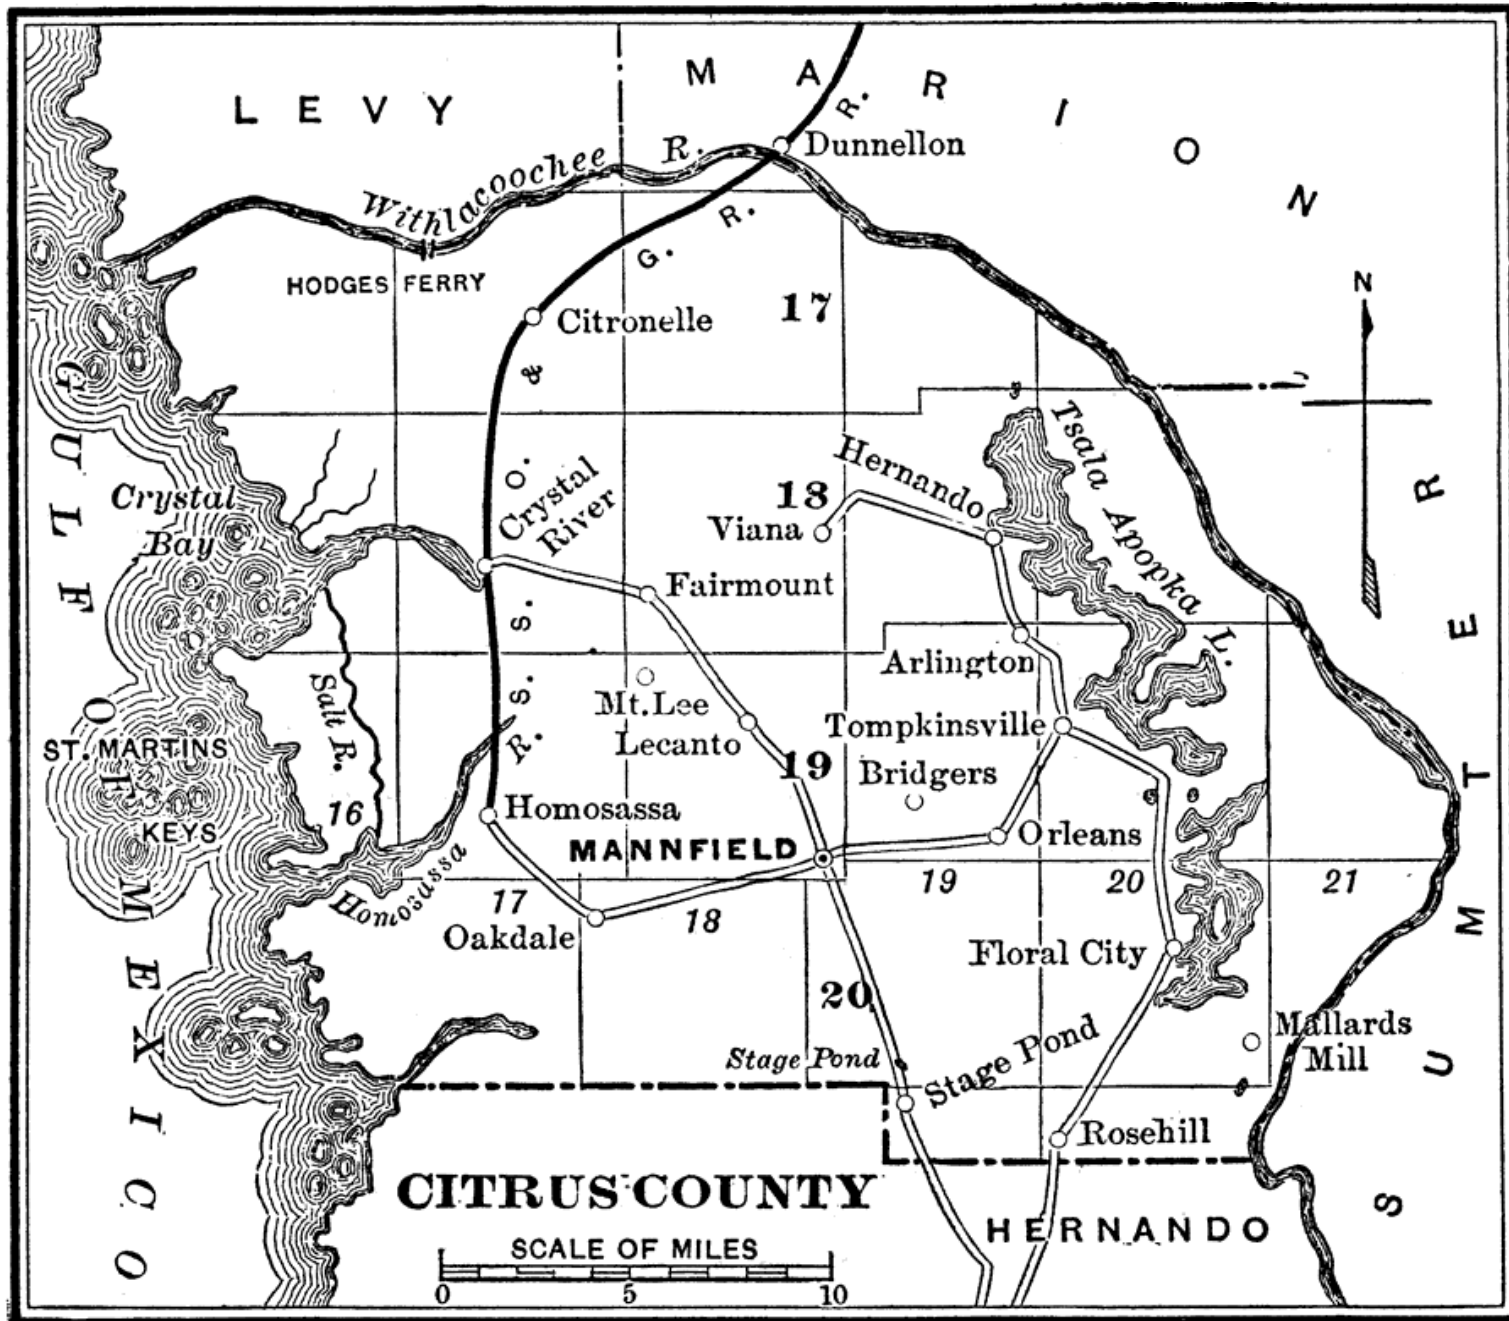 LEVY
MARION
Withlacoochee R.
Dunnellon
HODGES FERRY
S. S. O. & G. R. R.
Citronelle
17
N
GULF OF MEXICO
Crystal
Bay
Crystal
River
18
Viana
Hernando
Tsala Apopka L.
Fairmount
Arlington
Salt R.
Mt. Lee
Lecanto
Tompkinsville
ST. MARTINS
KEYS
16
19
Bridgers
Homosassa
MANNFIELD
Orleans
Homosassa R.
17
18
19
20
21
Oakdale
Floral City
20
Stage Pond
Stage Pond
Mallards
Mill
Rosehill
SUMTER
CITRUS COUNTY
HERNANDO
SCALE OF MILES
0 5 10